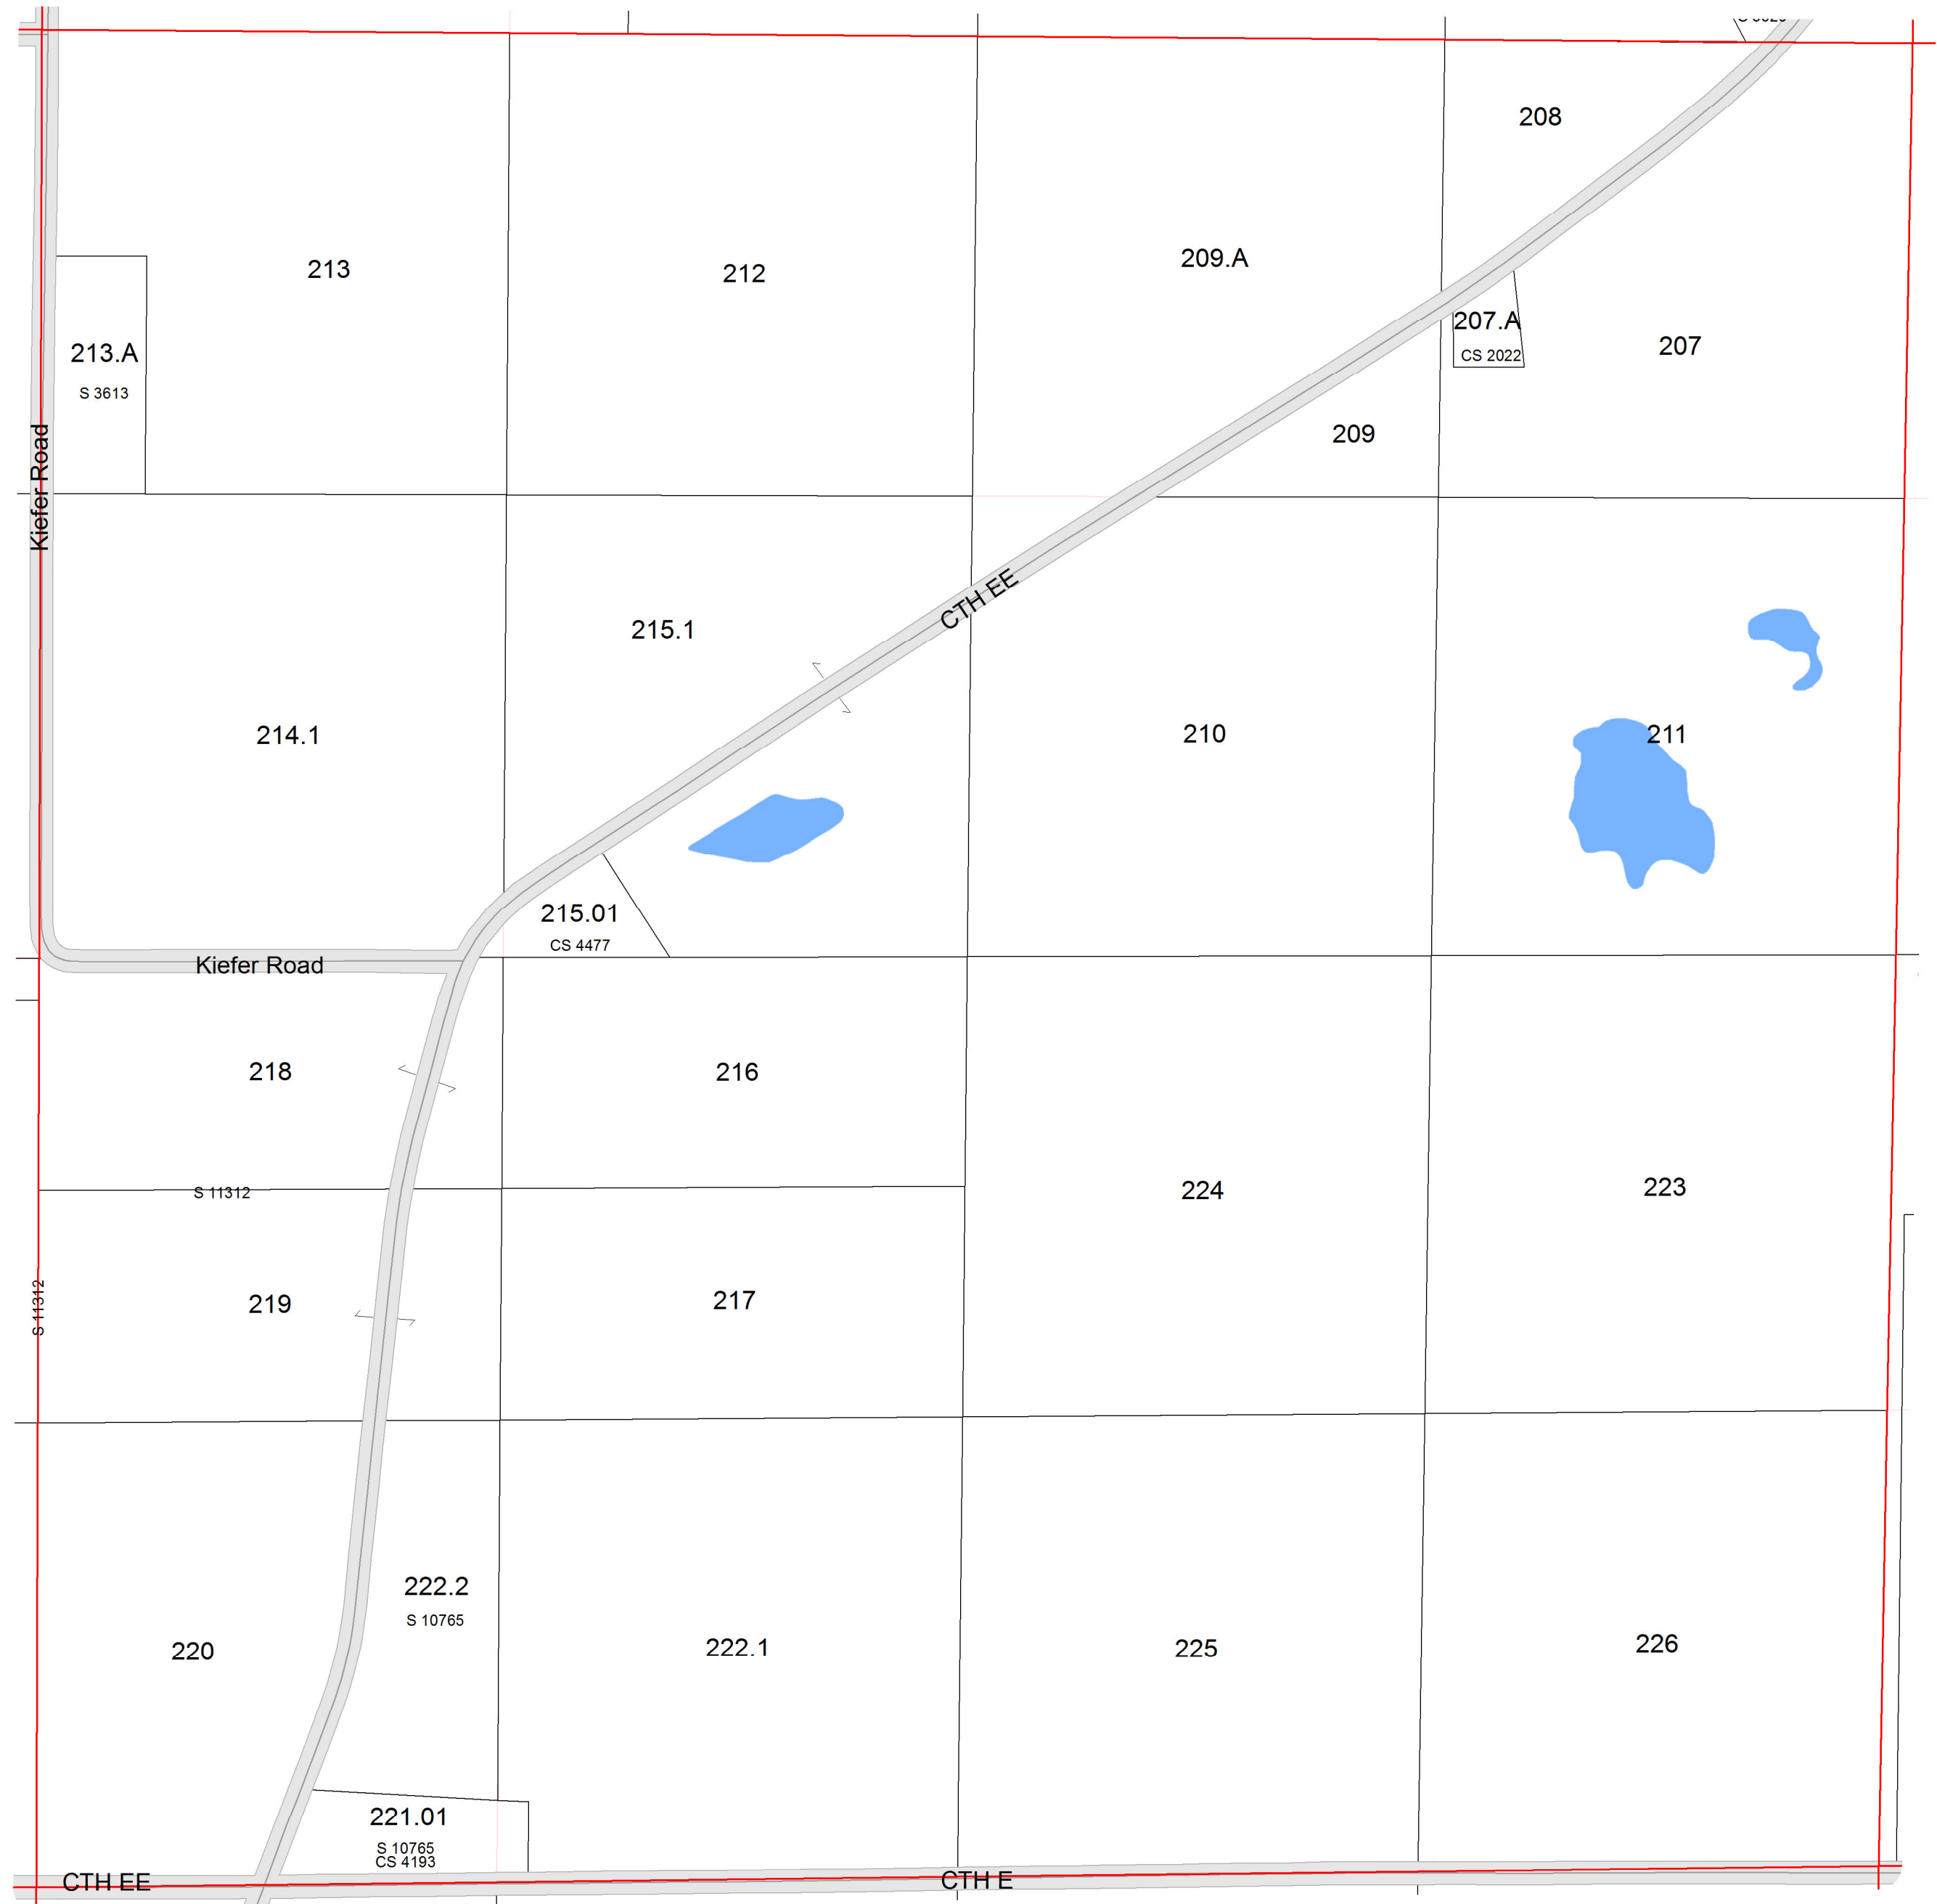 208
213
212
209.A
207.A
CS 2022
207
213.A
S 3613
209
Kiefer Road
CTH EE
215.1
214.1
210
211
215.01
CS 4477
Kiefer Road
218
216
S 11312
224
223
S 11312
219
217
222.2
S 10765
220
222.1
225
226
221.01
S 10765
CS 4193
CTH EE
CTH E